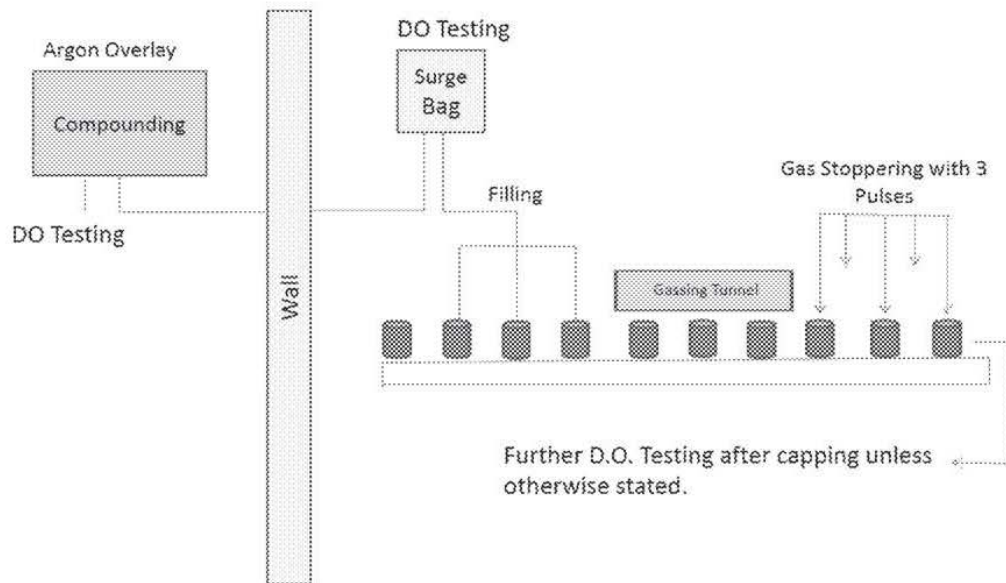 Argon Overlay
Compounding
DO Testing
Wall
DO Testing
Surge
Bag
Filling
Gassing Tunnel
Gas Stoppering with 3
Pulses
Further D.O. Testing after capping unless
otherwise stated.